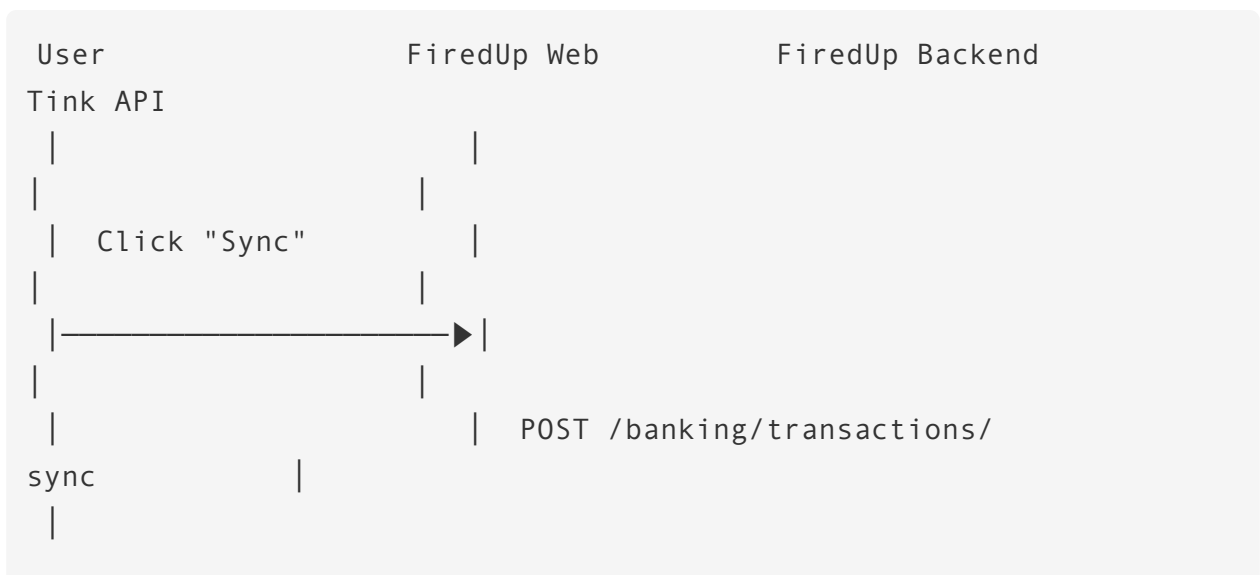 User FiredUp Web FiredUp Backend
Tink API
| |
| |
| Click "Sync" |
| |
|──────────────────────▶|
| |
| | POST /banking/transactions/
sync |
|